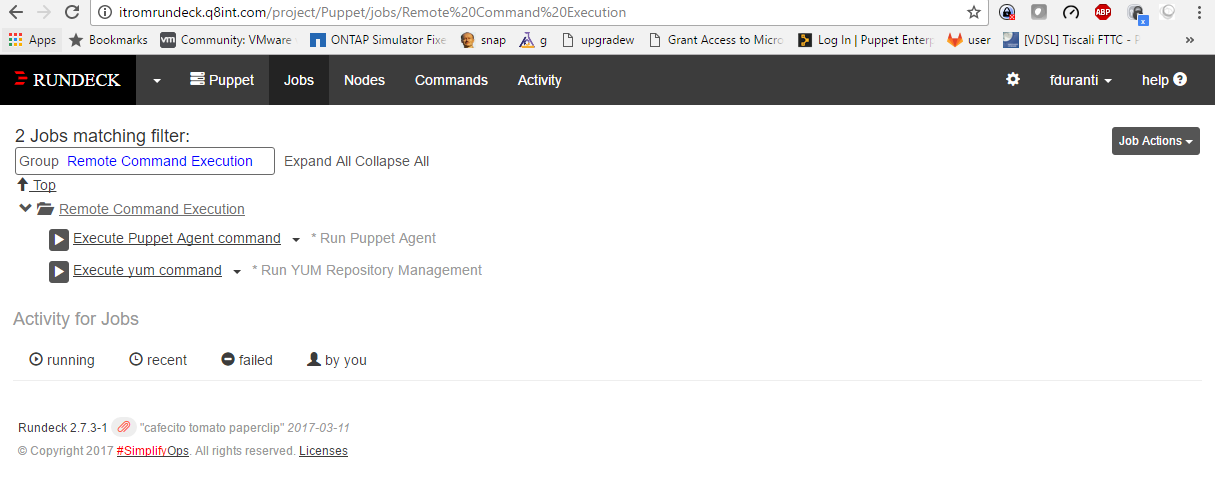 itromrundeck.q8int.com/project/Puppet/jobs/Remote%20Command%20Execution ABP x
Apps Bookmarks vm Community: VMware ONTAP Simulator Fixe snap g upgradew Grant Access to Micro Log In | Puppet Enterp user [VDSL] Tiscali FTTC - P »
RUNDECK Puppet Jobs Nodes Commands Activity fduranti help ?
2 Jobs matching filter: Job Actions
Group Remote Command Execution Expand All Collapse All
Top
Remote Command Execution
Execute Puppet Agent command * Run Puppet Agent
Execute yum command * Run YUM Repository Management
Activity for Jobs
running recent failed by you
Rundeck 2.7.3-1 "cafecito tomato paperclip" 2017-03-11
© Copyright 2017 #SimplifyOps. All rights reserved. Licenses